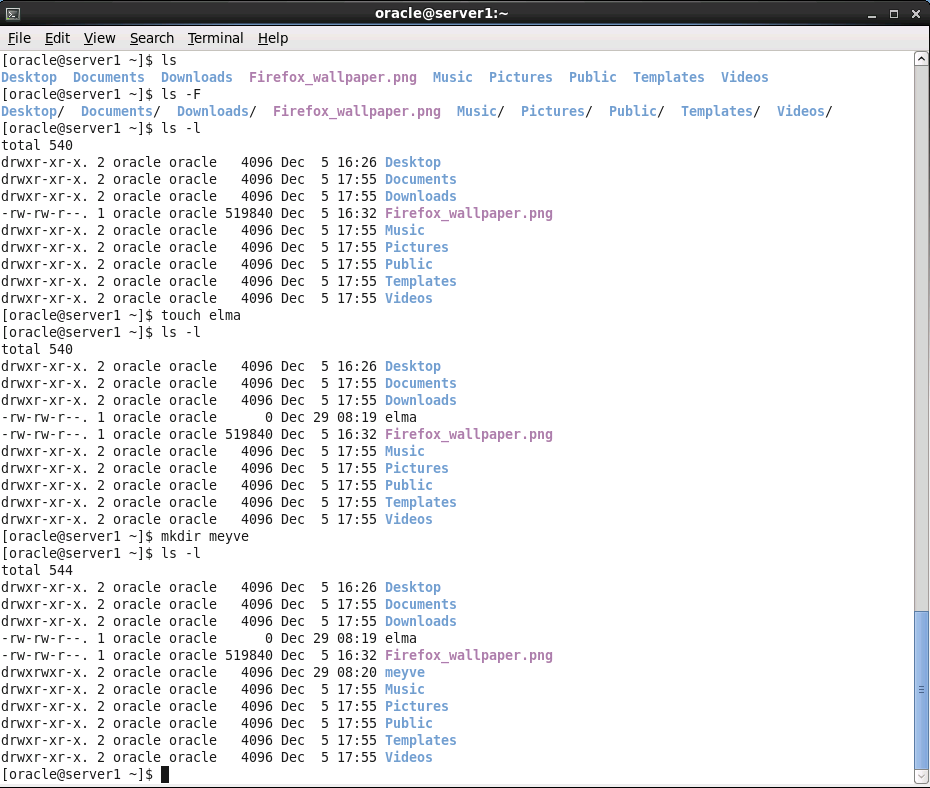 oracle@server1:~
File Edit View Search Terminal Help
[oracle@server1 ~]$ ls
Desktop  Documents  Downloads  Firefox_wallpaper.png  Music  Pictures  Public  Templates  Videos
[oracle@server1 ~]$ ls -F
Desktop/  Documents/  Downloads/  Firefox_wallpaper.png  Music/  Pictures/  Public/  Templates/  Videos/
[oracle@server1 ~]$ ls -l
total 540
drwxr-xr-x. 2 oracle oracle   4096 Dec  5 16:26 Desktop
drwxr-xr-x. 2 oracle oracle   4096 Dec  5 17:55 Documents
drwxr-xr-x. 2 oracle oracle   4096 Dec  5 17:55 Downloads
-rw-rw-r--. 1 oracle oracle 519840 Dec  5 16:32 Firefox_wallpaper.png
drwxr-xr-x. 2 oracle oracle   4096 Dec  5 17:55 Music
drwxr-xr-x. 2 oracle oracle   4096 Dec  5 17:55 Pictures
drwxr-xr-x. 2 oracle oracle   4096 Dec  5 17:55 Public
drwxr-xr-x. 2 oracle oracle   4096 Dec  5 17:55 Templates
drwxr-xr-x. 2 oracle oracle   4096 Dec  5 17:55 Videos
[oracle@server1 ~]$ touch elma
[oracle@server1 ~]$ ls -l
total 540
drwxr-xr-x. 2 oracle oracle   4096 Dec  5 16:26 Desktop
drwxr-xr-x. 2 oracle oracle   4096 Dec  5 17:55 Documents
drwxr-xr-x. 2 oracle oracle   4096 Dec  5 17:55 Downloads
-rw-rw-r--. 1 oracle oracle      0 Dec 29 08:19 elma
-rw-rw-r--. 1 oracle oracle 519840 Dec  5 16:32 Firefox_wallpaper.png
drwxr-xr-x. 2 oracle oracle   4096 Dec  5 17:55 Music
drwxr-xr-x. 2 oracle oracle   4096 Dec  5 17:55 Pictures
drwxr-xr-x. 2 oracle oracle   4096 Dec  5 17:55 Public
drwxr-xr-x. 2 oracle oracle   4096 Dec  5 17:55 Templates
drwxr-xr-x. 2 oracle oracle   4096 Dec  5 17:55 Videos
[oracle@server1 ~]$ mkdir meyve
[oracle@server1 ~]$ ls -l
total 544
drwxr-xr-x. 2 oracle oracle   4096 Dec  5 16:26 Desktop
drwxr-xr-x. 2 oracle oracle   4096 Dec  5 17:55 Documents
drwxr-xr-x. 2 oracle oracle   4096 Dec  5 17:55 Downloads
-rw-rw-r--. 1 oracle oracle      0 Dec 29 08:19 elma
-rw-rw-r--. 1 oracle oracle 519840 Dec  5 16:32 Firefox_wallpaper.png
drwxrwxr-x. 2 oracle oracle   4096 Dec 29 08:20 meyve
drwxr-xr-x. 2 oracle oracle   4096 Dec  5 17:55 Music
drwxr-xr-x. 2 oracle oracle   4096 Dec  5 17:55 Pictures
drwxr-xr-x. 2 oracle oracle   4096 Dec  5 17:55 Public
drwxr-xr-x. 2 oracle oracle   4096 Dec  5 17:55 Templates
drwxr-xr-x. 2 oracle oracle   4096 Dec  5 17:55 Videos
[oracle@server1 ~]$